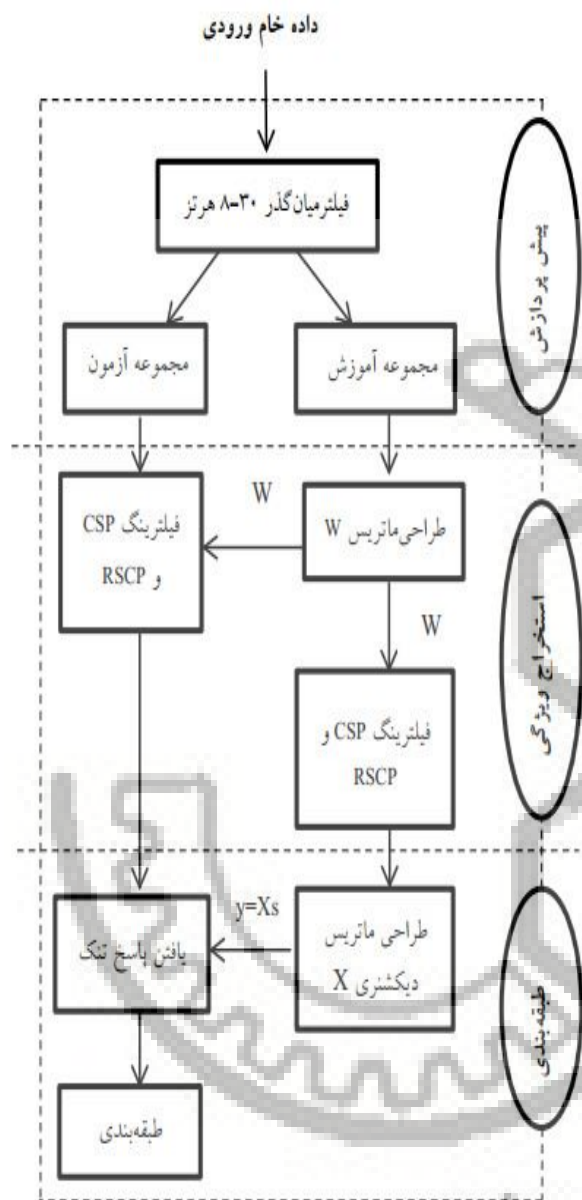 داده خام ورودی
فیلترمیان‌گذر ۳۰-۸ هرتز
پیش پردازش
مجموعه آموزش
مجموعه آزمون
طراحی‌ماتریس W
W
فیلترینگ CSP
و RSCP
استخراج ویژگی
W
فیلترینگ CSP و
RSCP
طراحی ماتریس
دیکشنری X
y=Xs
یافتن پاسخ تنک
طبقه‌بندی
طبقه‌بندی